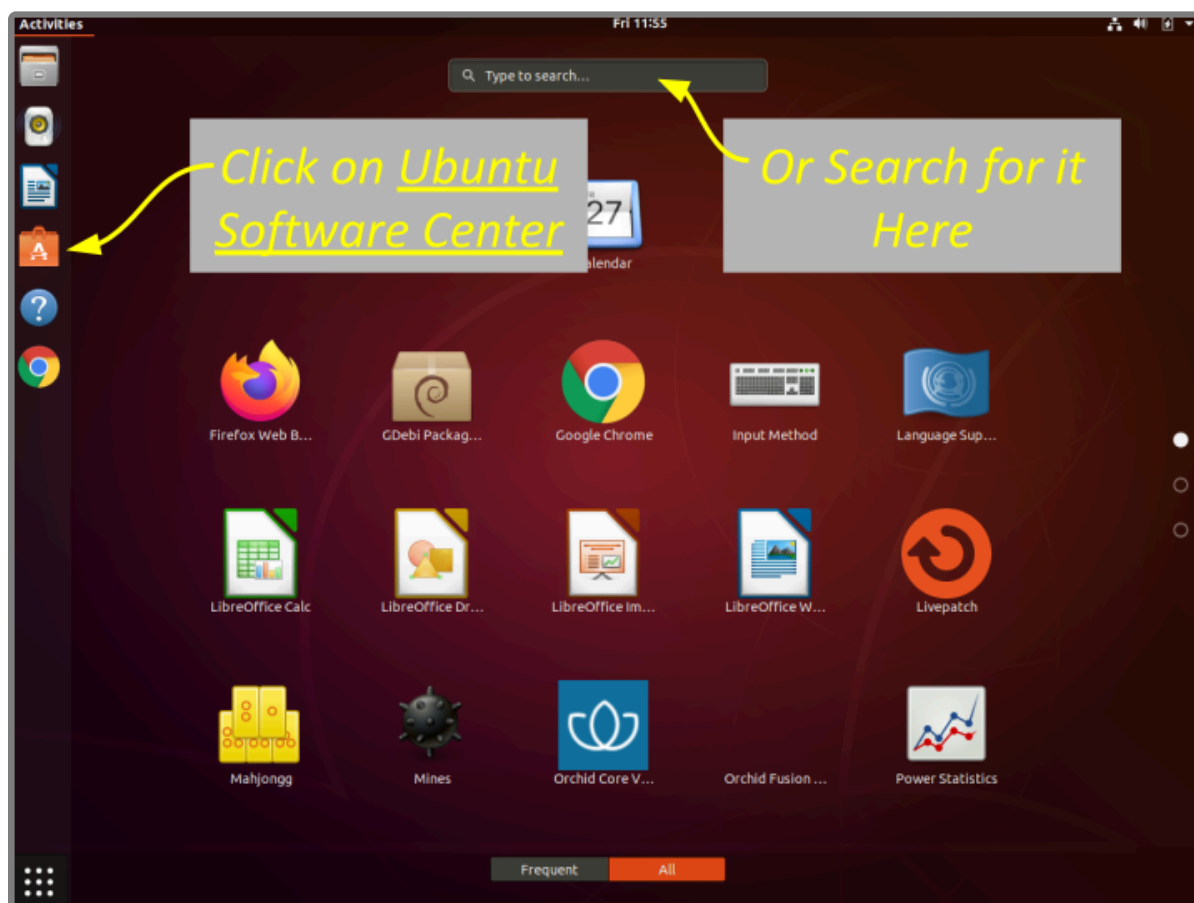 Activities
Fri 11:55
Type to search...
Click on Ubuntu
Software Center
Or Search for it
Here
27
alendar
Firefox Web B...
GDebi Packag...
Google Chrome
Input Method
Language Sup...
LibreOffice Calc
LibreOffice Dr...
LibreOffice Im...
LibreOffice W...
Livepatch
Mahjongg
Mines
Orchid Core V...
Orchid Fusion ...
Power Statistics
Frequent
All